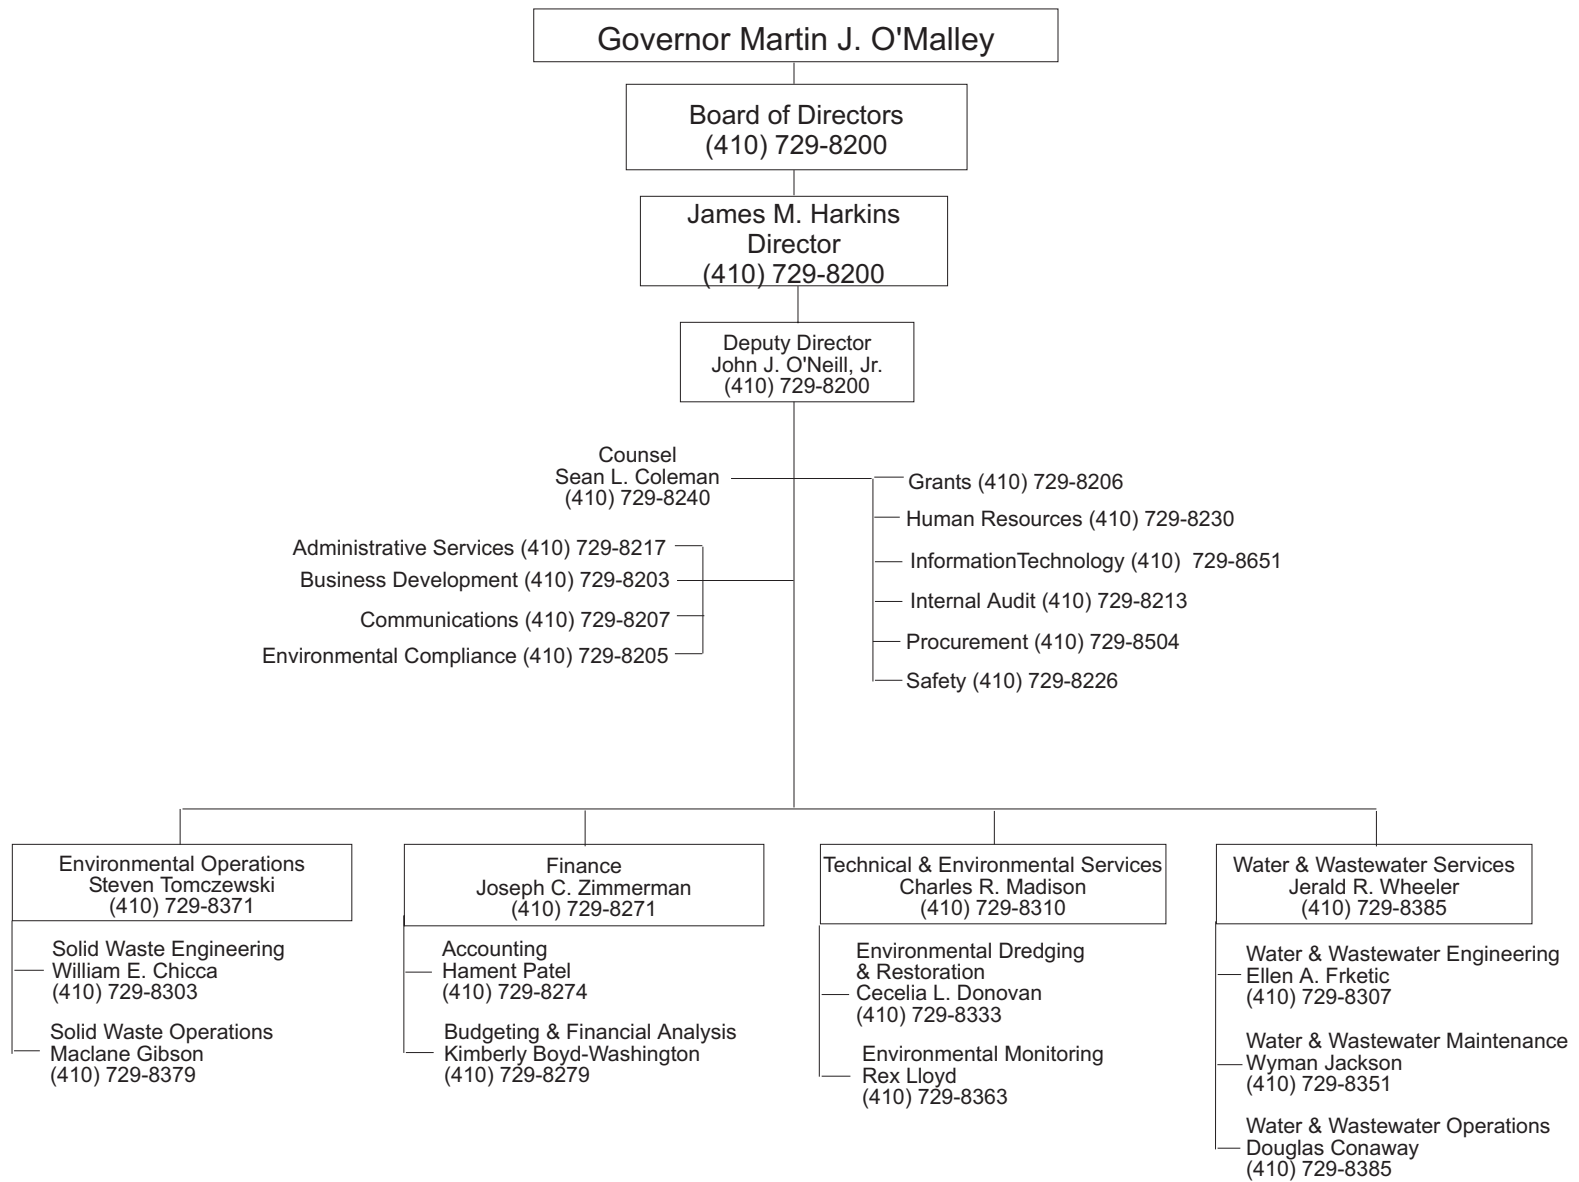 Governor Martin J. O'Malley
Board of Directors
(410) 729-8200
James M. Harkins
Director
(410) 729-8200
Deputy Director
John J. O'Neill, Jr.
(410) 729-8200
Counsel
Sean L. Coleman
(410) 729-8240
Administrative Services (410) 729-8217
Business Development (410) 729-8203
Communications (410) 729-8207
Environmental Compliance (410) 729-8205
Grants (410) 729-8206
Human Resources (410) 729-8230
InformationTechnology (410)  729-8651
Internal Audit (410) 729-8213
Procurement (410) 729-8504
Safety (410) 729-8226
Environmental Operations
Steven Tomczewski
(410) 729-8371
Solid Waste Engineering
William E. Chicca
(410) 729-8303
Solid Waste Operations
Maclane Gibson
(410) 729-8379
Finance
Joseph C. Zimmerman
(410) 729-8271
Accounting
Hament Patel
(410) 729-8274
Budgeting & Financial Analysis
Kimberly Boyd-Washington
(410) 729-8279
Technical & Environmental Services
Charles R. Madison
(410) 729-8310
Environmental Dredging
& Restoration
Cecelia L. Donovan
(410) 729-8333
Environmental Monitoring
Rex Lloyd
(410) 729-8363
Water & Wastewater Services
Jerald R. Wheeler
(410) 729-8385
Water & Wastewater Engineering
Ellen A. Frketic
(410) 729-8307
Water & Wastewater Maintenance
Wyman Jackson
(410) 729-8351
Water & Wastewater Operations
Douglas Conaway
(410) 729-8385